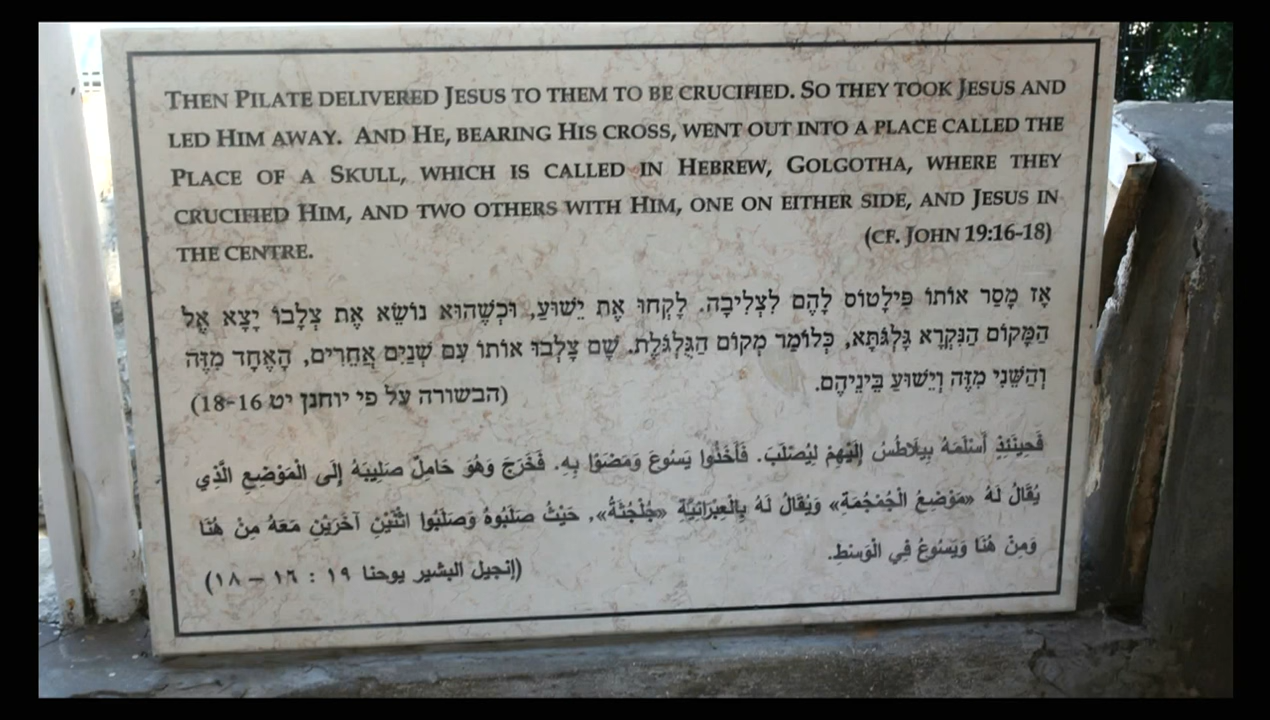 THEN PILATE DELIVERED JESUS TO THEM TO BE CRUCIFIED. SO THEY TOOK JESUS AND
LED HIM AWAY. AND HE, BEARING HIS CROSS, WENT OUT INTO A PLACE CALLED THE
PLACE OF A SKULL, WHICH IS CALLED IN HEBREW, GOLGOTHA, WHERE THEY
CRUCIFIED HIM, AND TWO OTHERS WITH HIM, ONE ON EITHER SIDE, AND JESUS IN
THE CENTRE. (CF. JOHN 19:16-18)
אָז מָסַר אוֹתוֹ פִּילָטוֹס לָהֶם לִצְלִיבָה. לָקְחוּ אֶת יֵשׁוּעַ, וּכְשֶׁהוּא נוֹשֵׂא אֶת צְלָבוֹ יָצָא אֶל
הַמָּקוֹם הַנִּקְרָא גָּלְגָּתָּא, כְּלוֹמַר מְקוֹם הַגֻּלְגֹּלֶת. שָׁם צָלְבוּ אוֹתוֹ עִם שְׁנַיִם אֲחֵרִים, הָאֶחָד מִזֶּה
וְהַשֵּׁנִי מִזֶּה וְיֵשׁוּעַ בֵּינֵיהֶם. (הבשורה על פי יוחנן יט 16-18)
فَحِينَئِذٍ أَسْلَمَهُ بِيلَاطُسُ إِلَيْهِمْ لِيُصْلَبَ. فَأَخَذُوا يَسُوعَ وَمَضَوْا بِهِ. فَخَرَجَ وَهُوَ حَامِلٌ صَلِيبَهُ إِلَى الْمَوْضِعِ الَّذِي
يُقَالُ لَهُ «مَوْضِعُ الْجُمْجُمَةِ» وَيُقَالُ لَهُ بِالْعِبْرَانِيَّةِ «جُلْجُثَةُ»، حَيْثُ صَلَبُوهُ وَصَلَبُوا اثْنَيْنِ آخَرَيْنِ مَعَهُ مِنْ هُنَا
وَمِنْ هُنَا وَيَسُوعُ فِي الْوَسْطِ. (إنجيل البشير يوحنا ١٩ : ١٦ – ١٨)